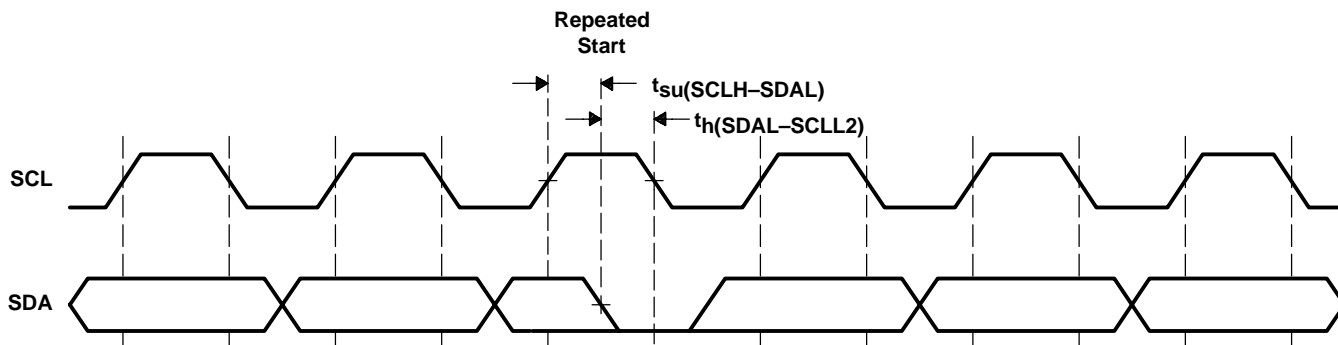 Repeated
Start
tsu(SCLH–SDAL)
th(SDAL–SCLL2)
SCL
SDA